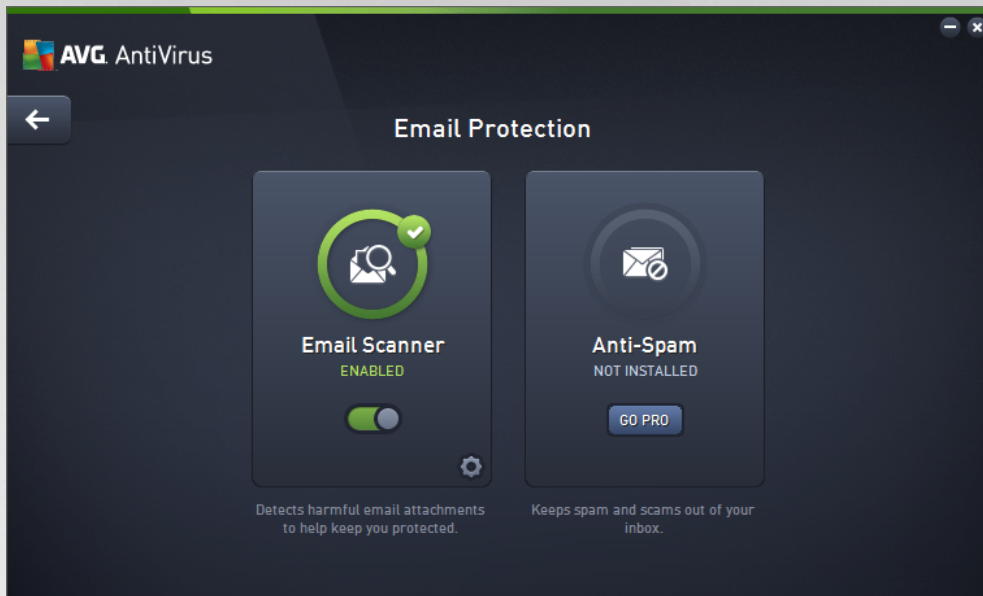 AVG. AntiVirus
Email Protection
Email Scanner
ENABLED
Detects harmful email attachments
to help keep you protected.
Anti-Spam
NOT INSTALLED
GO PRO
Keeps spam and scams out of your
inbox.